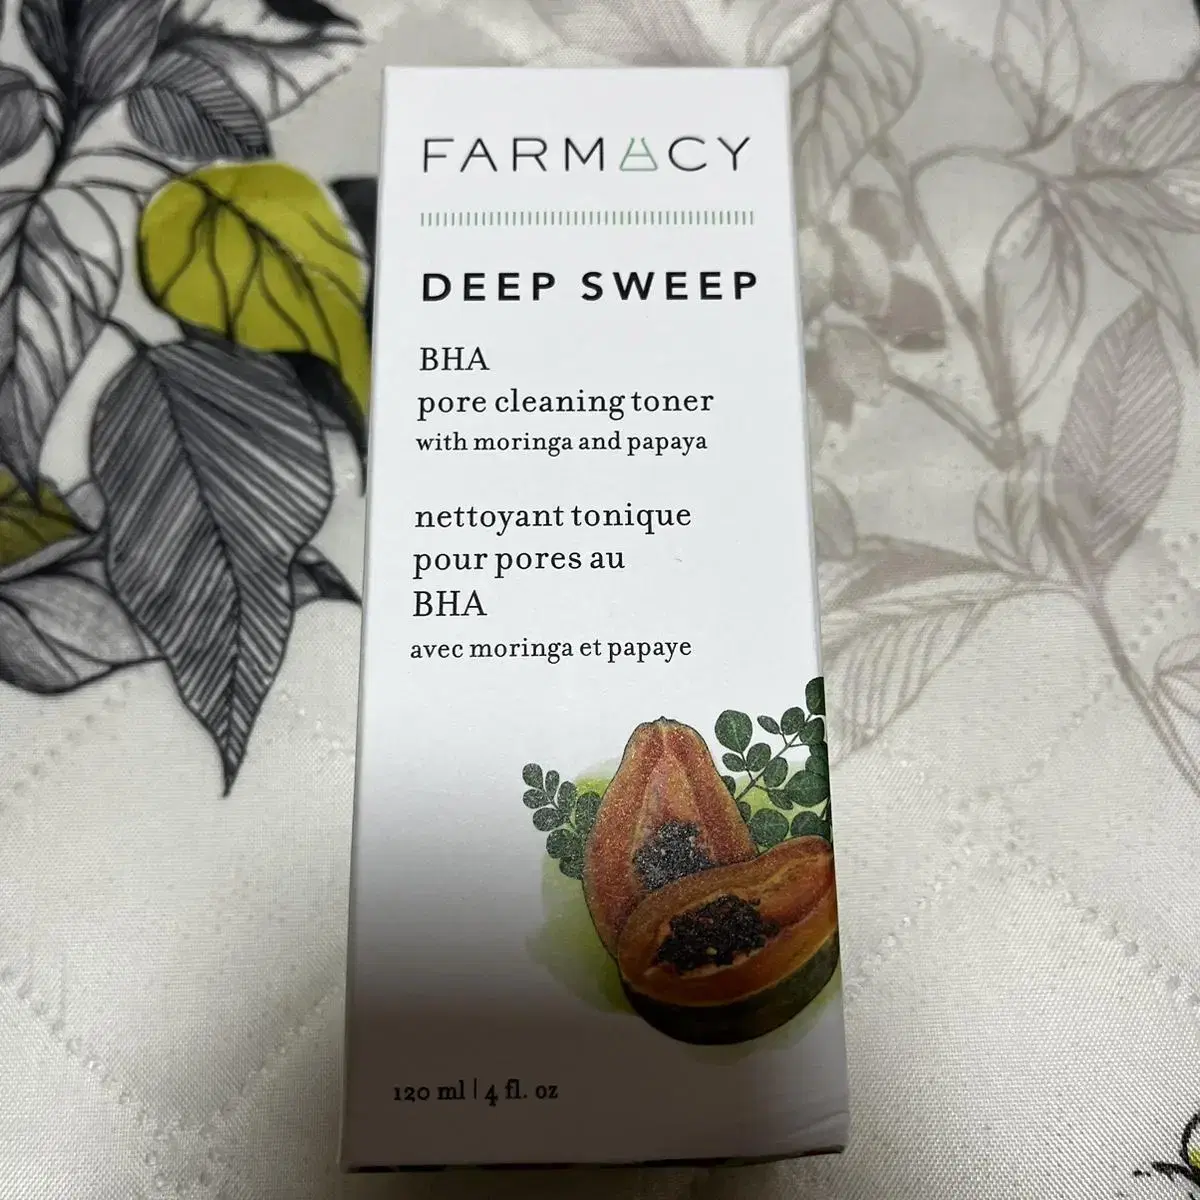 FARMACY
DEEP SWEEP
BHA
pore cleaning toner
with moringa and papaya
nettoyant tonique
pour pores au
BHA
avec moringa et papaye
120 ml | 4 fl. oz